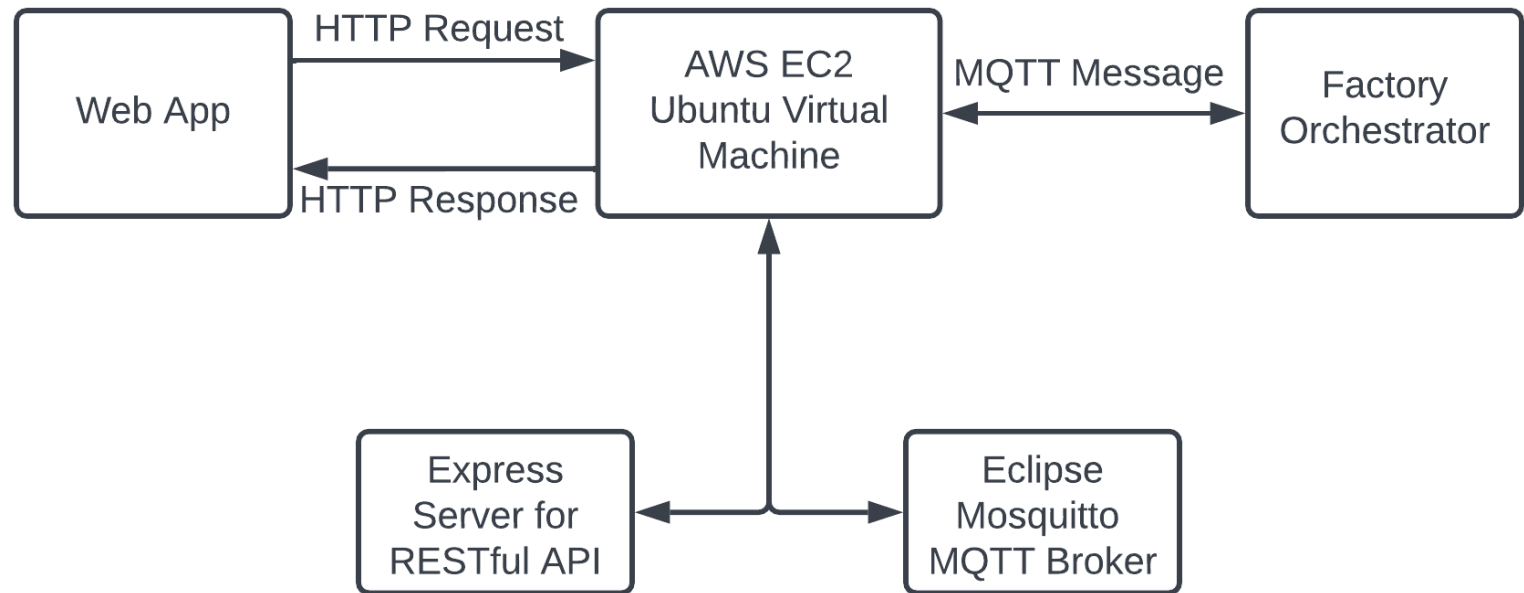 HTTP Request
Web App
HTTP Response
AWS EC2
Ubuntu Virtual
Machine
MQTT Message
Factory
Orchestrator
Express
Server for
RESTful API
Eclipse
Mosquitto
MQTT Broker